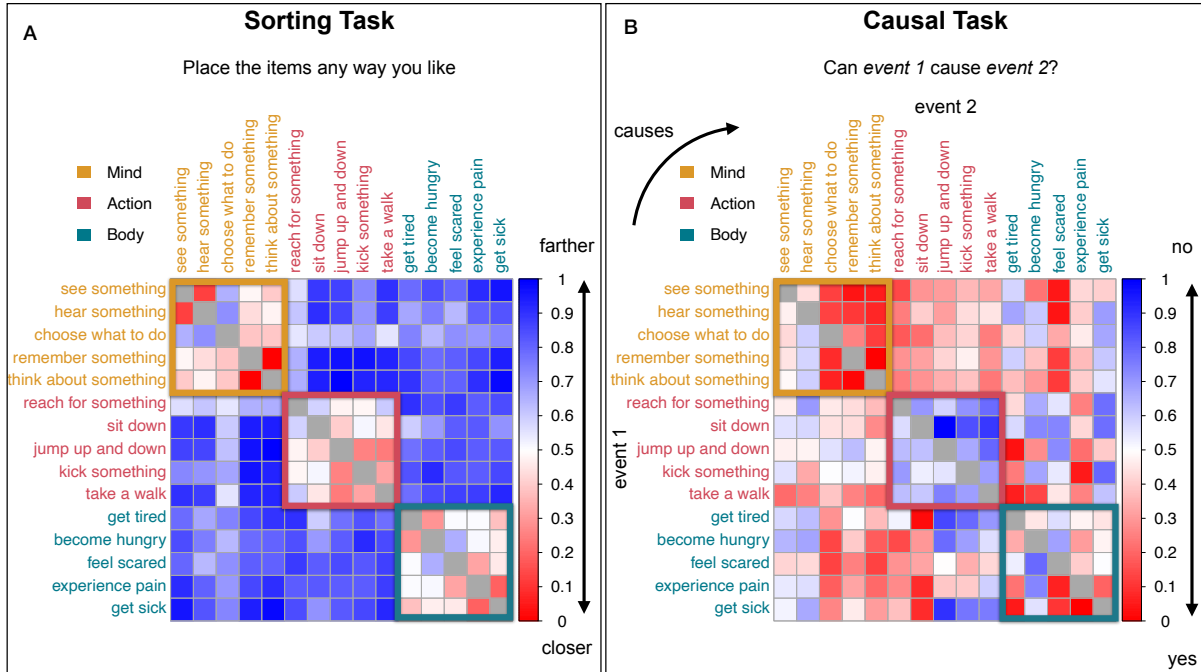 A
Sorting Task
Place the items any way you like
Mind
Action
Body
see something
hear something
choose what to do
remember something
think about something
reach for something
sit down
jump up and down
kick something
take a walk
get tired
become hungry
feel scared
experience pain
get sick
farther
see something
hear something
choose what to do
remember something
think about something
reach for something
sit down
jump up and down
kick something
take a walk
get tired
become hungry
feel scared
experience pain
get sick
1
0.9
0.8
0.7
0.6
0.5
0.4
0.3
0.2
0.1
0
closer
B
Causal Task
Can event 1 cause event 2?
event 2
causes
Mind
Action
Body
see something
hear something
choose what to do
remember something
think about something
reach for something
sit down
jump up and down
kick something
take a walk
get tired
become hungry
feel scared
experience pain
get sick
no
event 1
see something
hear something
choose what to do
remember something
think about something
reach for something
sit down
jump up and down
kick something
take a walk
get tired
become hungry
feel scared
experience pain
get sick
1
0.9
0.8
0.7
0.6
0.5
0.4
0.3
0.2
0.1
0
yes